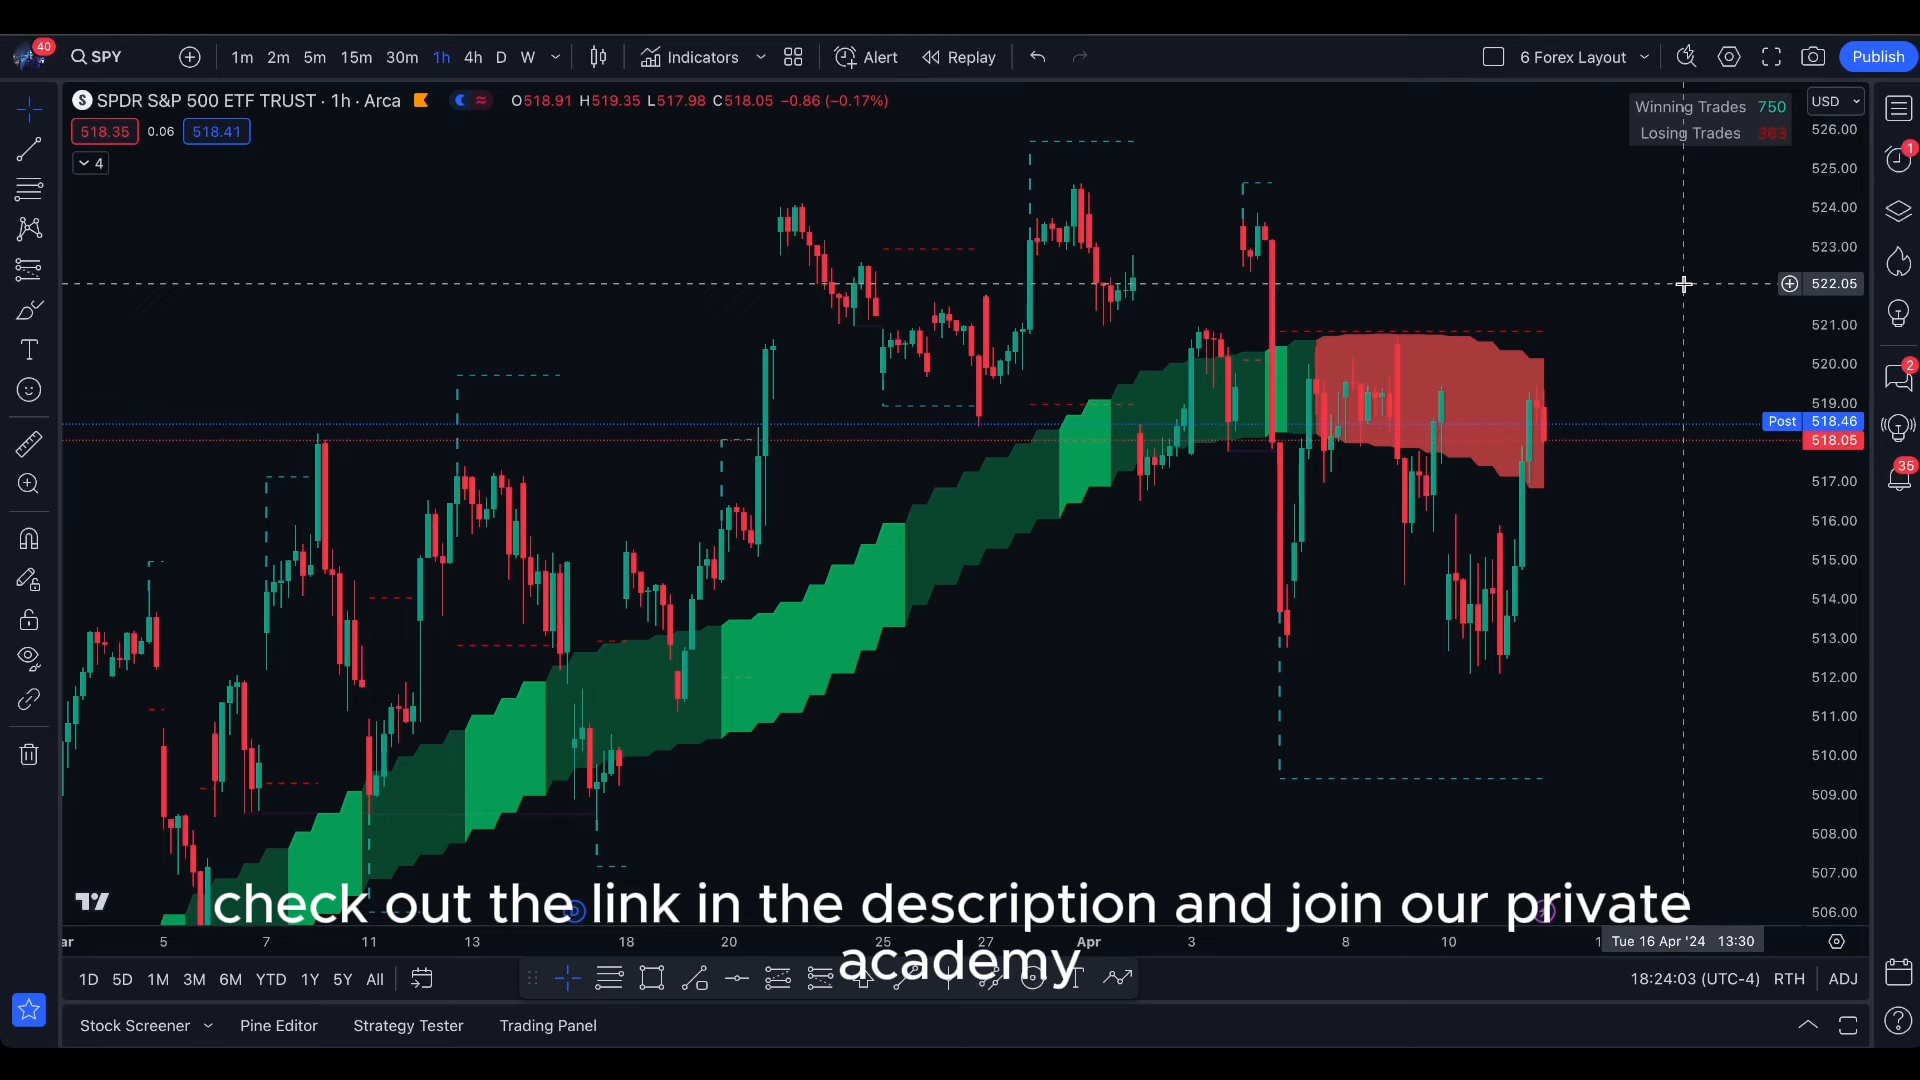 40
SPY
1m 2m 5m 15m 30m 1h 4h D W
Indicators
Alert
Replay
6 Forex Layout
Publish
S SPDR S&P 500 ETF TRUST · 1h · Arca
O518.91 H519.35 L517.98 C518.05 −0.86 (−0.17%)
518.35 0.06 518.41
4
Winning Trades 750
Losing Trades 363
USD
526.00
525.00
524.00
523.00
522.05
521.00
520.00
519.00
Post 518.46
518.05
517.00
516.00
515.00
514.00
513.00
512.00
511.00
510.00
509.00
508.00
507.00
506.00
1
2
35
check out the link in the description and join our private
academy
ar 5 7 11 13 18 20 25 27 Apr 3 8 10 1 Tue 16 Apr '24 13:30
1D 5D 1M 3M 6M YTD 1Y 5Y All
T
18:24:03 (UTC-4) RTH ADJ
Stock Screener Pine Editor Strategy Tester Trading Panel